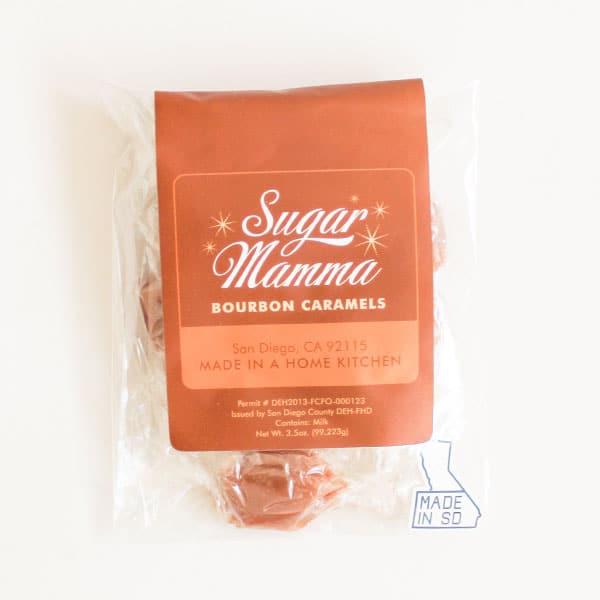 Sugar
Mamma
BOURBON CARAMELS
San Diego, CA 92115
MADE IN A HOME KITCHEN
Permit # DEH2013-FCFO-000123
Issued by San Diego County DEH-FHD
Contains: Milk
Net Wt. 3.5oz. (99.223g)
MADE
IN SD